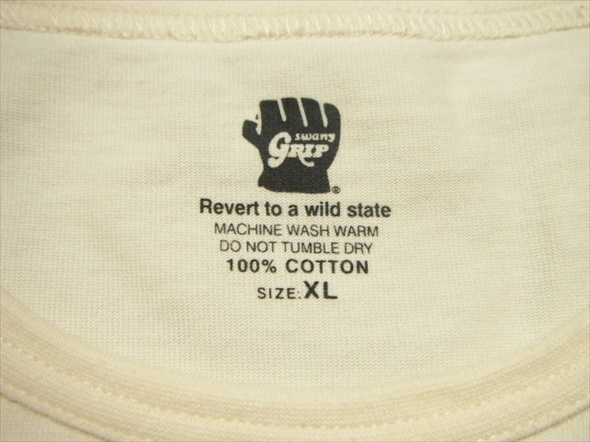 swany
GRIP
®
Revert to a wild state
MACHINE WASH WARM
DO NOT TUMBLE DRY
100% COTTON
SIZE:XL